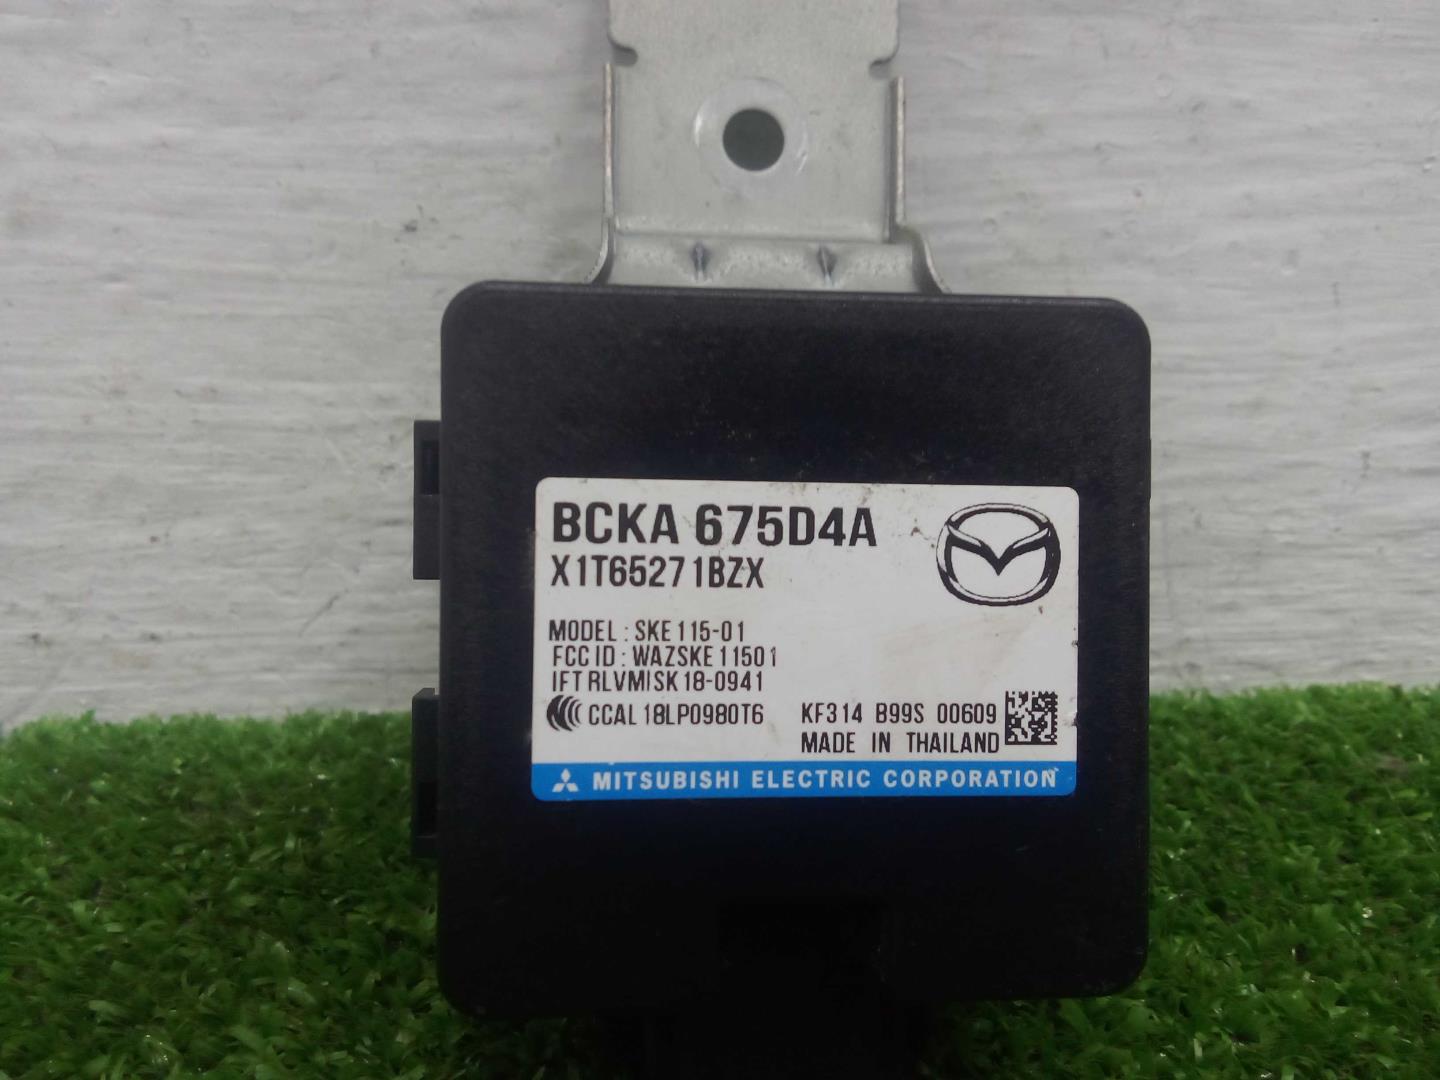 BCKA 675D4A
X1T65271BZX
MODEL : SKE115-01
FCC ID : WAZSKE11501
IFT RLVMISK18-0941
CCAL18LP0980T6
KF314 B99S 00609
MADE IN THAILAND
MITSUBISHI ELECTRIC CORPORATION